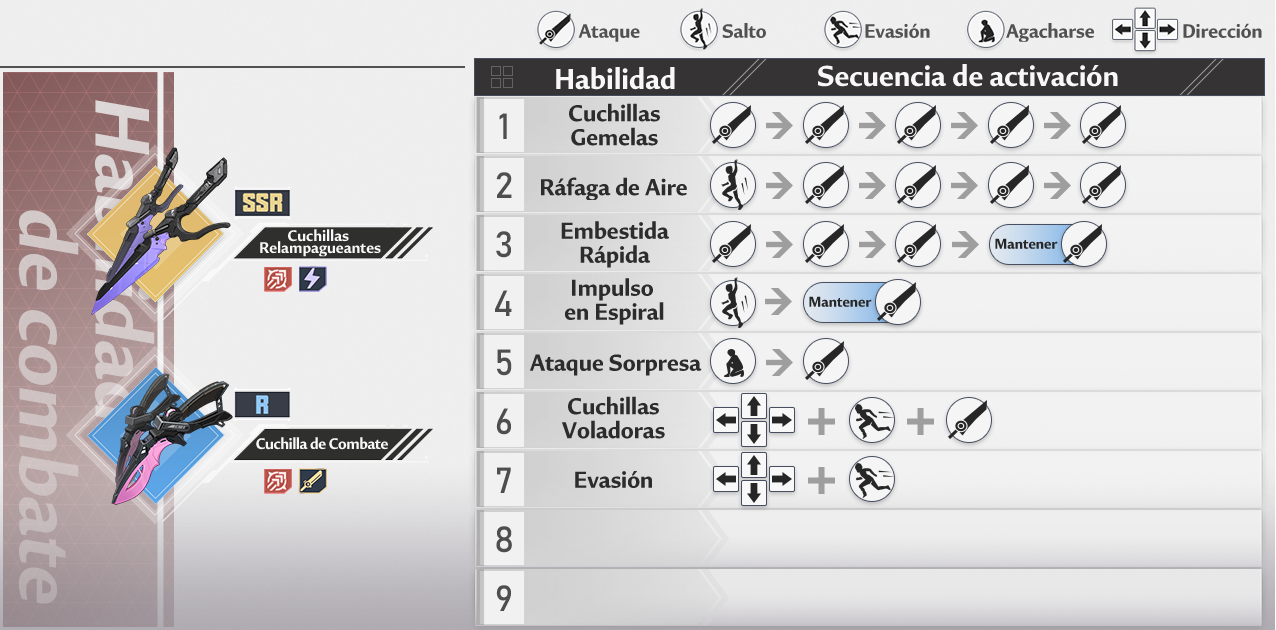 Ataque
Salto
Evasión
Agacharse
Dirección
Habilidad
Secuencia de activación
Habilidades
de combate
SSR
Cuchillas
Relampagueantes
R
Cuchilla de Combate
1
Cuchillas
Gemelas
2
Ráfaga de Aire
3
Embestida
Rápida
Mantener
4
Impulso
en Espiral
Mantener
5
Ataque Sorpresa
6
Cuchillas
Voladoras
7
Evasión
8
9